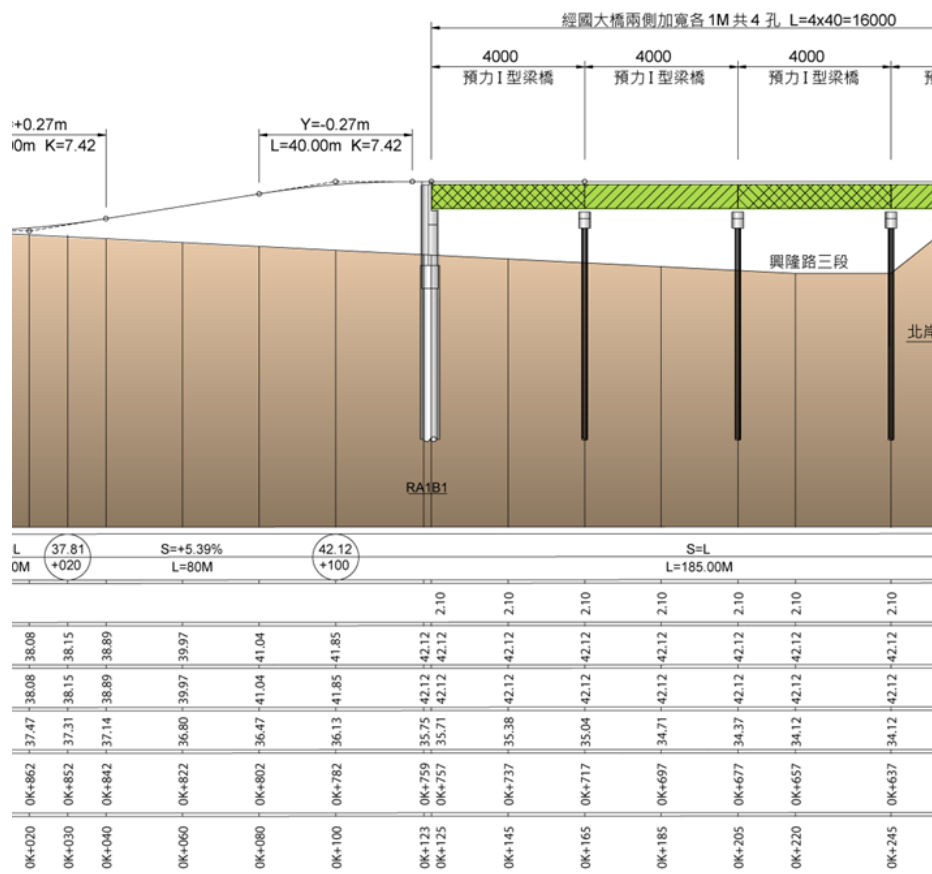 經國大橋兩側加寬各1M共4 孔 L=4x40=16000
4000 4000 4000
預力I型梁橋 預力I型梁橋 預力I型梁橋
+0.27m Y=-0.27m
0m K=7.42 L=40.00m K=7.42
興隆路三段
北岸
RA1B1
L 37.81 S=+5.39% 42.12 S=L
0M +020 L=80M +100 L=185.00M
2.10 2.10 2.10 2.10 2.10 2.10 2.10
38.08 38.15 38.89 39.97 41.04 41.85 42.12 42.12 42.12 42.12 42.12 42.12 42.12 42.12
38.08 38.15 38.89 39.97 41.04 41.85 42.12 42.12 42.12 42.12 42.12 42.12 42.12 42.12
37.47 37.31 37.14 36.80 36.47 36.13 35.75 35.71 35.38 35.04 34.71 34.37 34.12 34.12
0K+862 0K+852 0K+842 0K+822 0K+802 0K+782 0K+759 0K+757 0K+737 0K+717 0K+697 0K+677 0K+657 0K+637
0K+020 0K+030 0K+040 0K+060 0K+080 0K+100 0K+123 0K+125 0K+145 0K+165 0K+185 0K+205 0K+220 0K+245